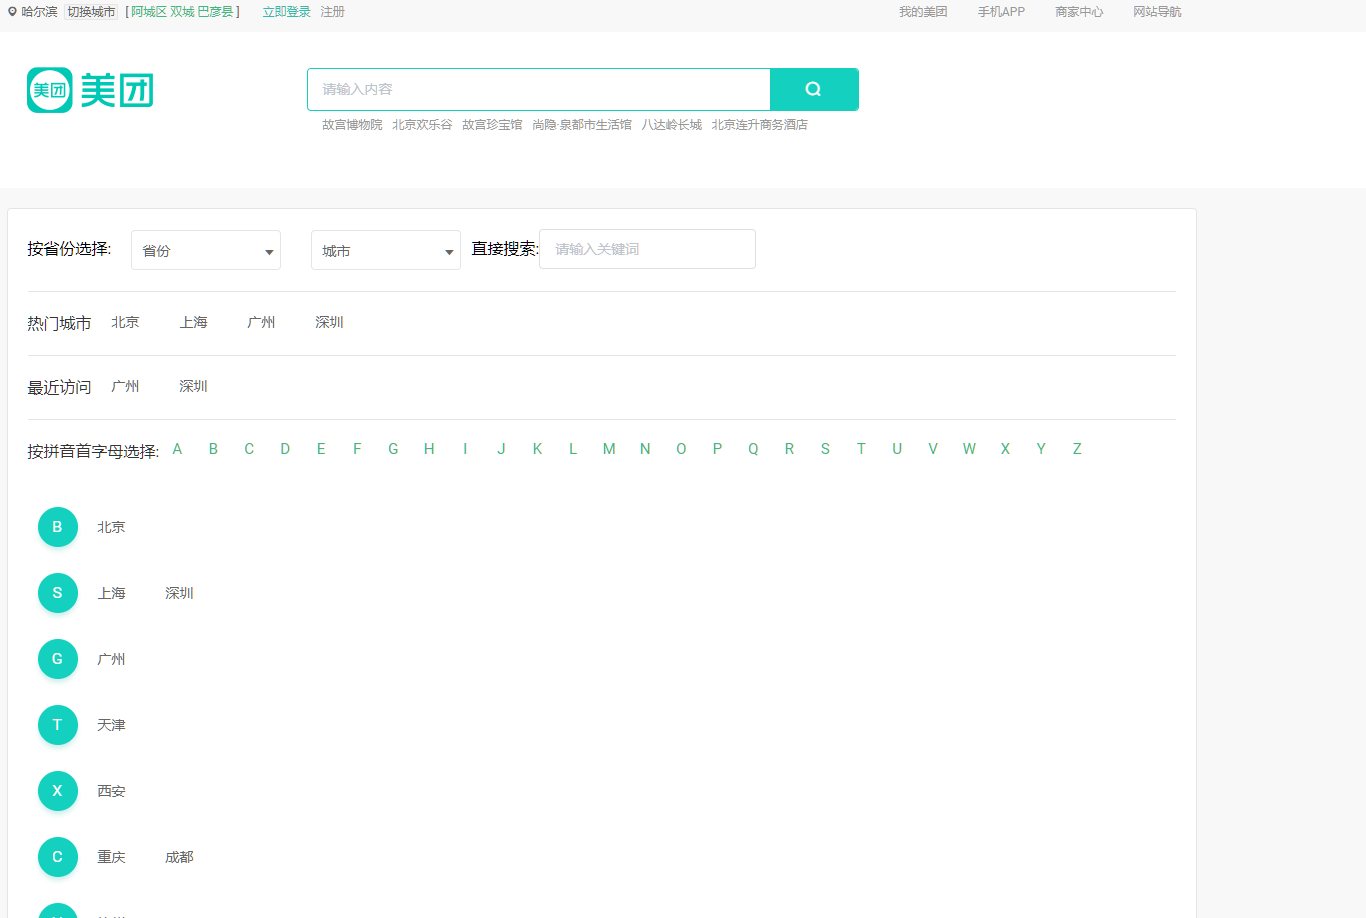 哈尔滨 切换城市 [ 阿城区 双城 巴彦县 ] 立即登录 注册 我的美团 手机APP 商家中心 网站导航
美团 美团
请输入内容
故宫博物院 北京欢乐谷 故宫珍宝馆 尚隐·泉都市生活馆 八达岭长城 北京连升商务酒店
按省份选择: 省份 城市 直接搜索: 请输入关键词
热门城市 北京 上海 广州 深圳
最近访问 广州 深圳
按拼音首字母选择: A B C D E F G H I J K L M N O P Q R S T U V W X Y Z
B 北京
S 上海 深圳
G 广州
T 天津
X 西安
C 重庆 成都